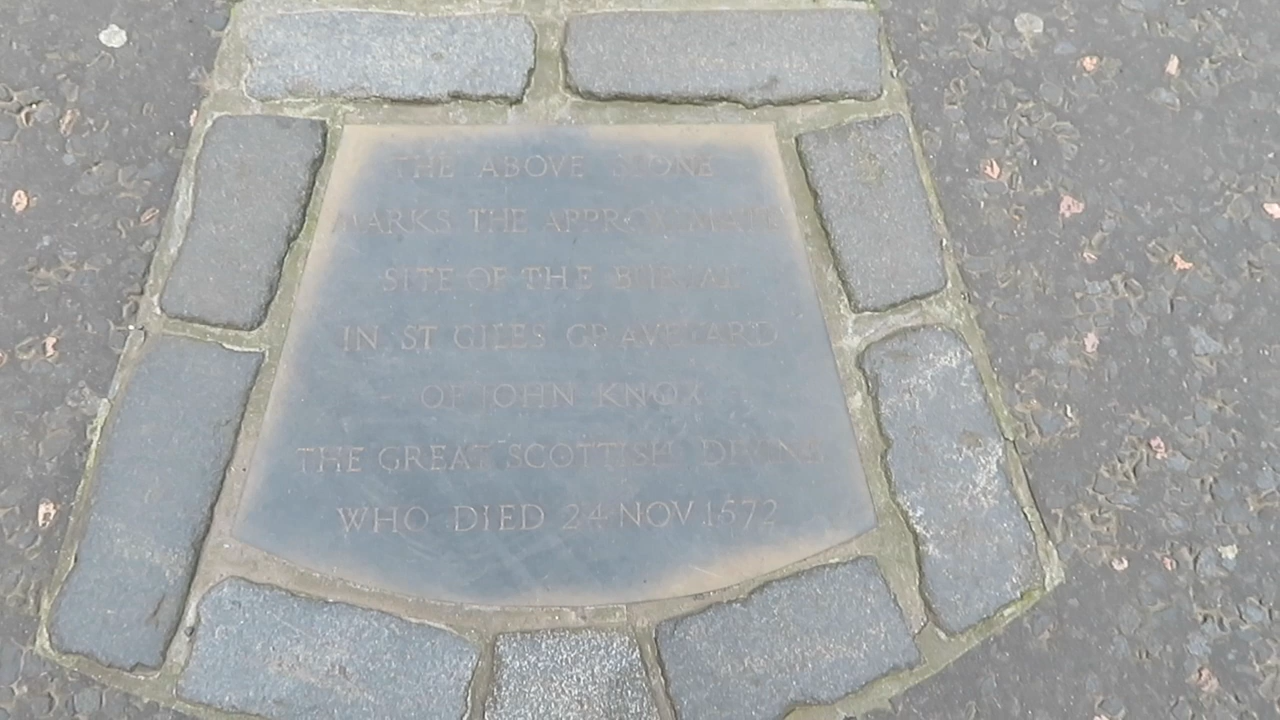 THE ABOVE STONE
MARKS THE APPROXIMATE
SITE OF THE BURIAL
IN ST GILES GRAVEYARD
OF JOHN KNOX
THE GREAT SCOTTISH DIVINE
WHO DIED 24 NOV 1572